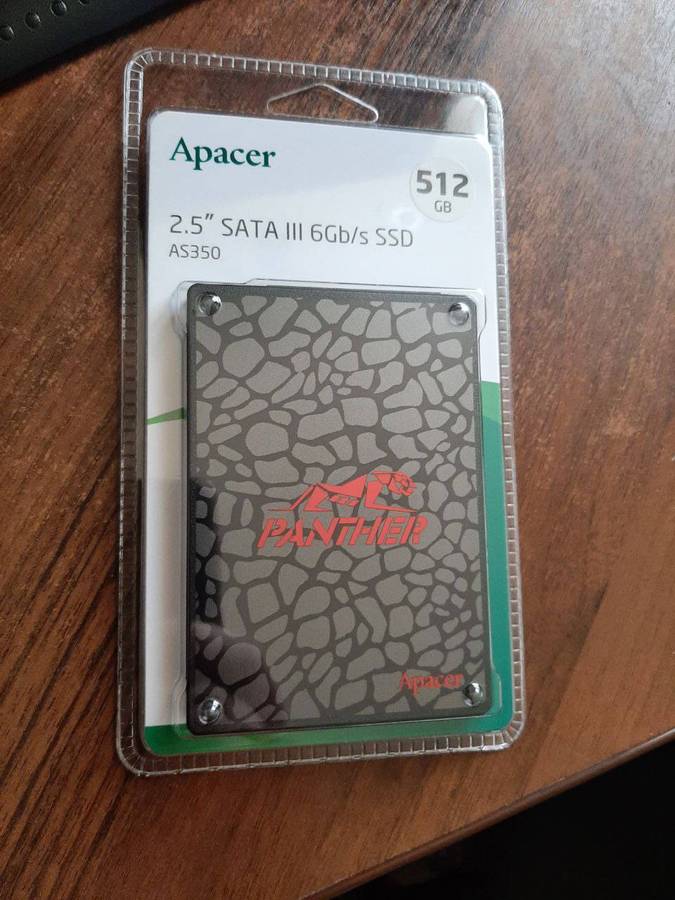 Apacer
512
GB
2.5” SATA III 6Gb/s SSD
AS350
PANTHER
Apacer